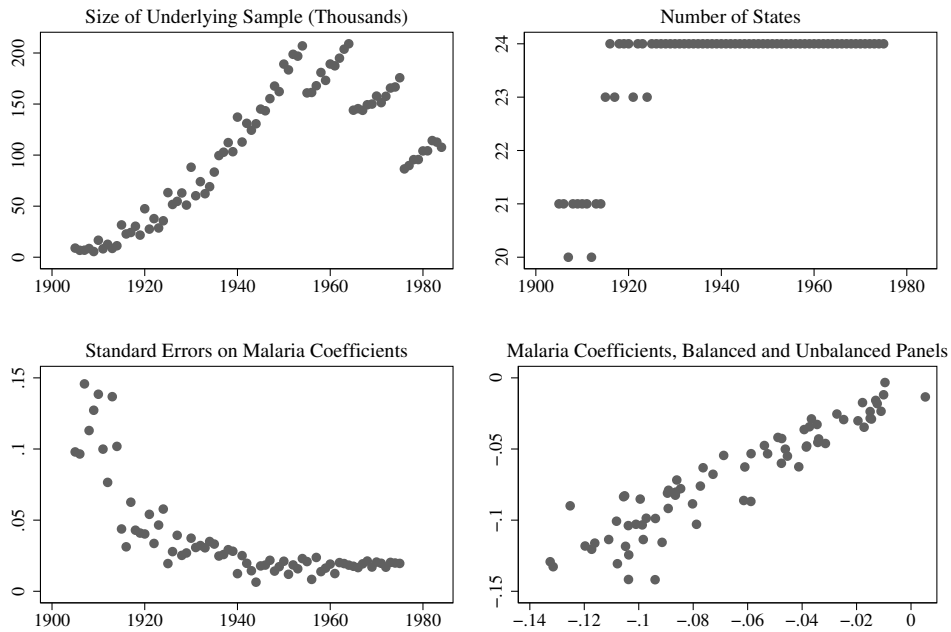 Size of Underlying Sample (Thousands)
200
150
100
50
0
1900 1920 1940 1960 1980
Number of States
24
23
22
21
20
1900 1920 1940 1960 1980
Standard Errors on Malaria Coefficients
.15
.1
.05
0
1900 1920 1940 1960 1980
Malaria Coefficients, Balanced and Unbalanced Panels
0
−.05
−.1
−.15
−.14 −.12 −.1 −.08 −.06 −.04 −.02 0